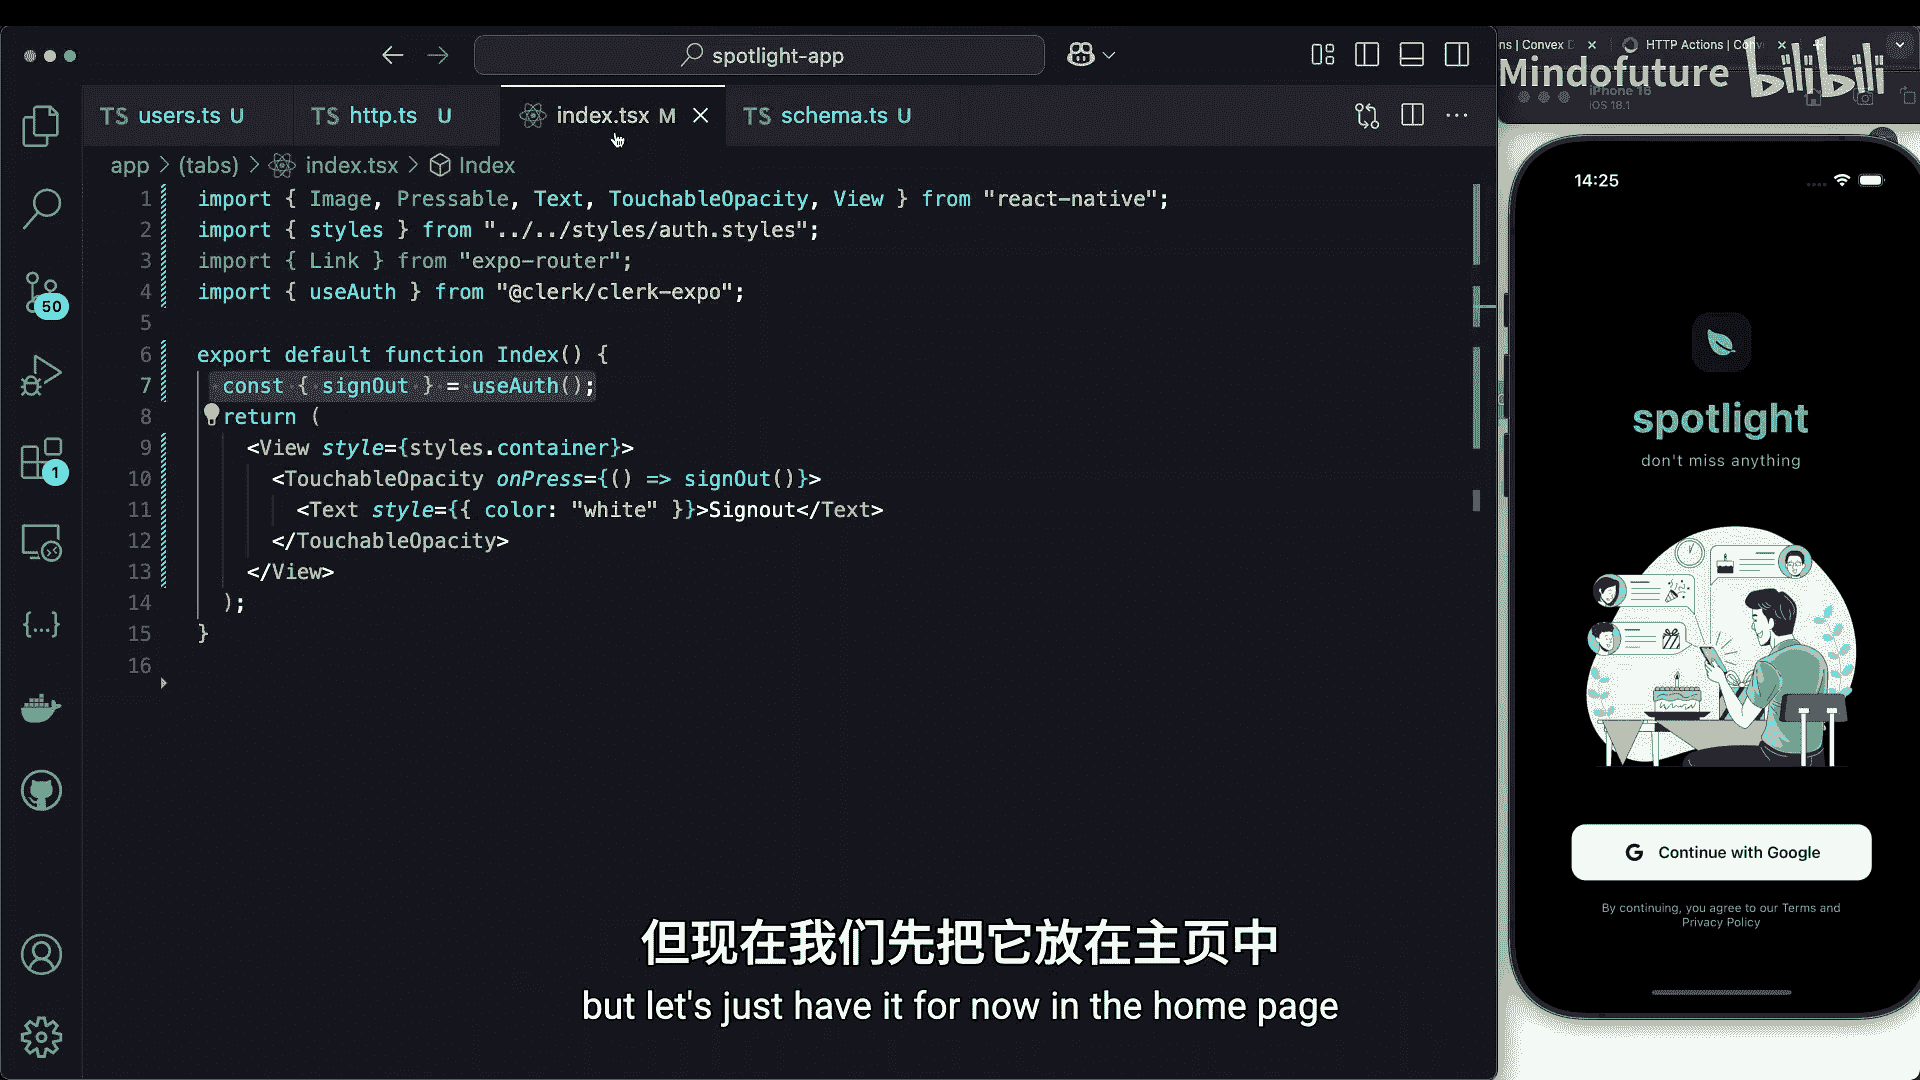 spotlight-app
ns | Convex D
HTTP Actions | Conv
Mindofuture bilibili
iPhone 16
iOS 18.1
TS users.ts U
TS http.ts U
index.tsx M
TS schema.ts U
app > (tabs) > index.tsx > Index
1 import { Image, Pressable, Text, TouchableOpacity, View } from "react-native";
2 import { styles } from "../../styles/auth.styles";
3 import { Link } from "expo-router";
4 import { useAuth } from "@clerk/clerk-expo";
5
6 export default function Index() {
7 const { signOut } = useAuth();
8 return (
9 <View style={styles.container}>
10 <TouchableOpacity onPress={() => signOut()}>
11 <Text style={{ color: "white" }}>Signout</Text>
12 </TouchableOpacity>
13 </View>
14 );
15 }
16
50
1
14:25
spotlight
don't miss anything
G Continue with Google
By continuing, you agree to our Terms and
Privacy Policy
但现在我们先把它放在主页中
but let's just have it for now in the home page